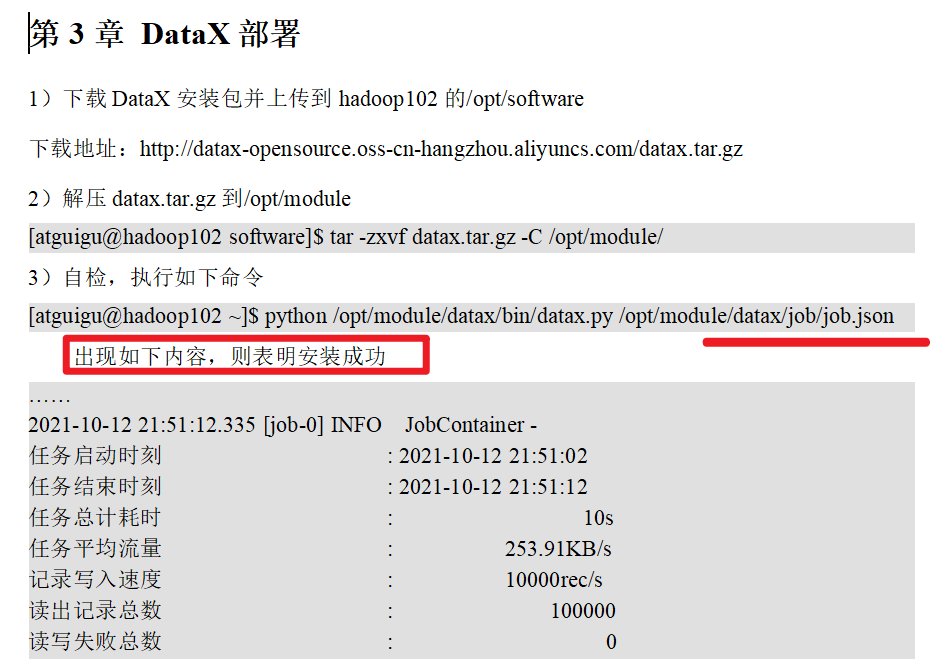 第 3 章 DataX 部署
1）下载 DataX 安装包并上传到 hadoop102 的/opt/software
下载地址：http://datax-opensource.oss-cn-hangzhou.aliyuncs.com/datax.tar.gz
2）解压 datax.tar.gz 到/opt/module
[atguigu@hadoop102 software]$ tar -zxvf datax.tar.gz -C /opt/module/
3）自检，执行如下命令
[atguigu@hadoop102 ~]$ python /opt/module/datax/bin/datax.py /opt/module/datax/job/job.json
出现如下内容，则表明安装成功
……
2021-10-12 21:51:12.335 [job-0] INFO JobContainer -
任务启动时刻 : 2021-10-12 21:51:02
任务结束时刻 : 2021-10-12 21:51:12
任务总计耗时 : 10s
任务平均流量 : 253.91KB/s
记录写入速度 : 10000rec/s
读出记录总数 : 100000
读写失败总数 : 0